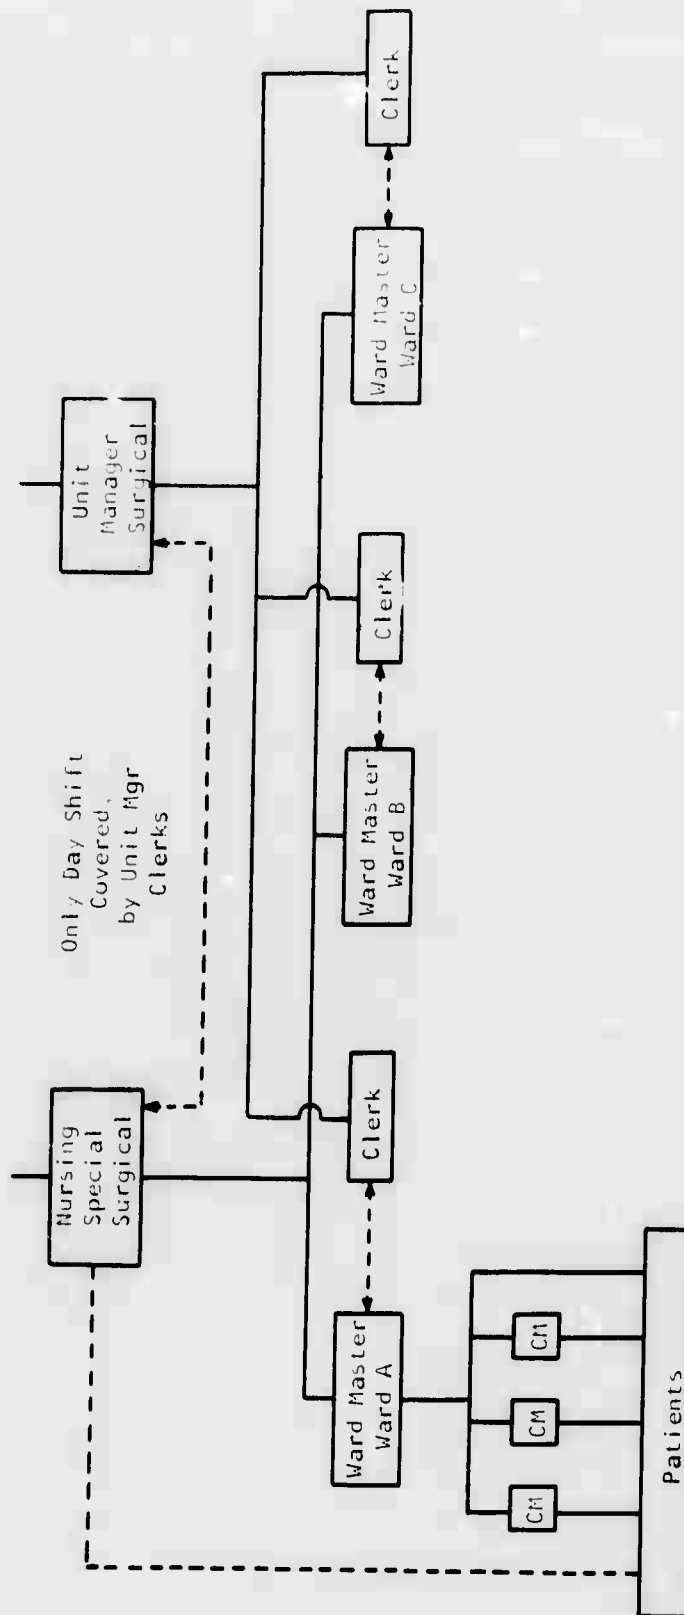 Nursing
Special
Surgical
Only Day Shift
Covered,
by Unit Mgr
Clerks
Unit
Manager
Surgical
Ward Master
Ward A
Clerk
Ward Master
Ward B
Clerk
Ward Master
Ward C
Clerk
CM
CM
CM
Patients